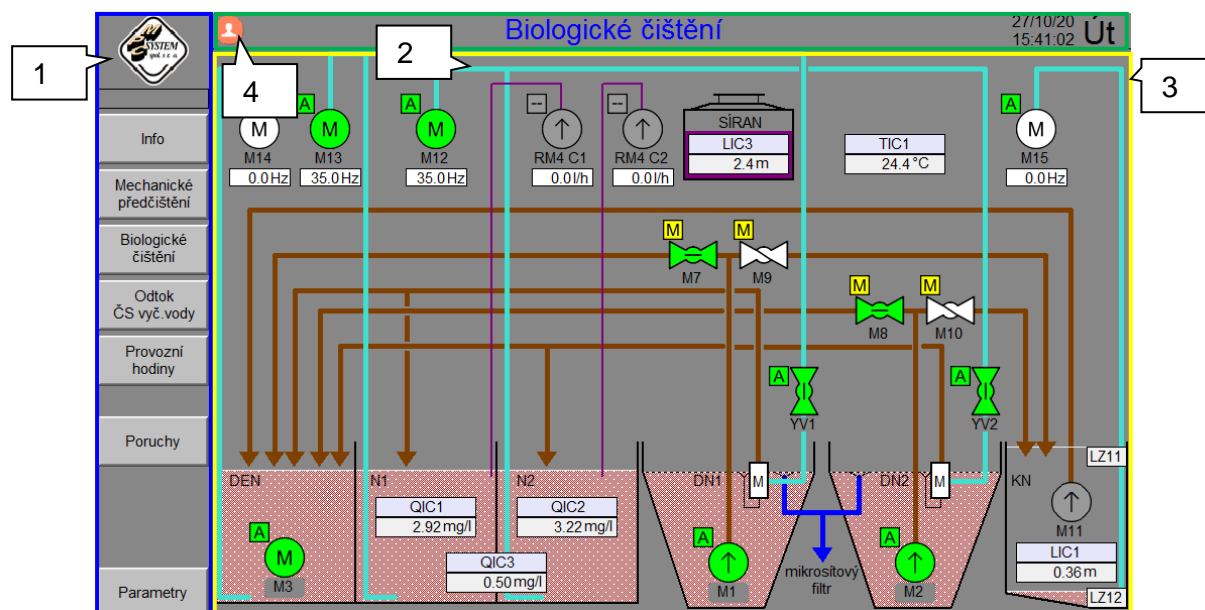 1
SYSTEM
spol. s r. o.
Biologické čištění
27/10/20
15:41:02
Út
2
3
4
Info
Mechanické
předčištění
Biologické
čištění
Odtok
ČS vyč.vody
Provozní
hodiny
Poruchy
Parametry
M
M14
0.0 Hz
A
M
M13
35.0 Hz
A
M
M12
35.0 Hz
--
RM4 C1
0.0 l/h
--
RM4 C2
0.0 l/h
SÍRAN
LIC3
2.4 m
TIC1
24.4 °C
A
M
M15
0.0 Hz
M
M7
M
M9
M
M8
M
M10
A
YV1
A
YV2
DEN
A
M
M3
N1
QIC1
2.92 mg/l
N2
QIC2
3.22 mg/l
QIC3
0.50 mg/l
DN1
M
A
M1
mikrosítový
filtr
DN2
M
A
M2
KN
LZ11
M11
LIC1
0.36 m
LZ12